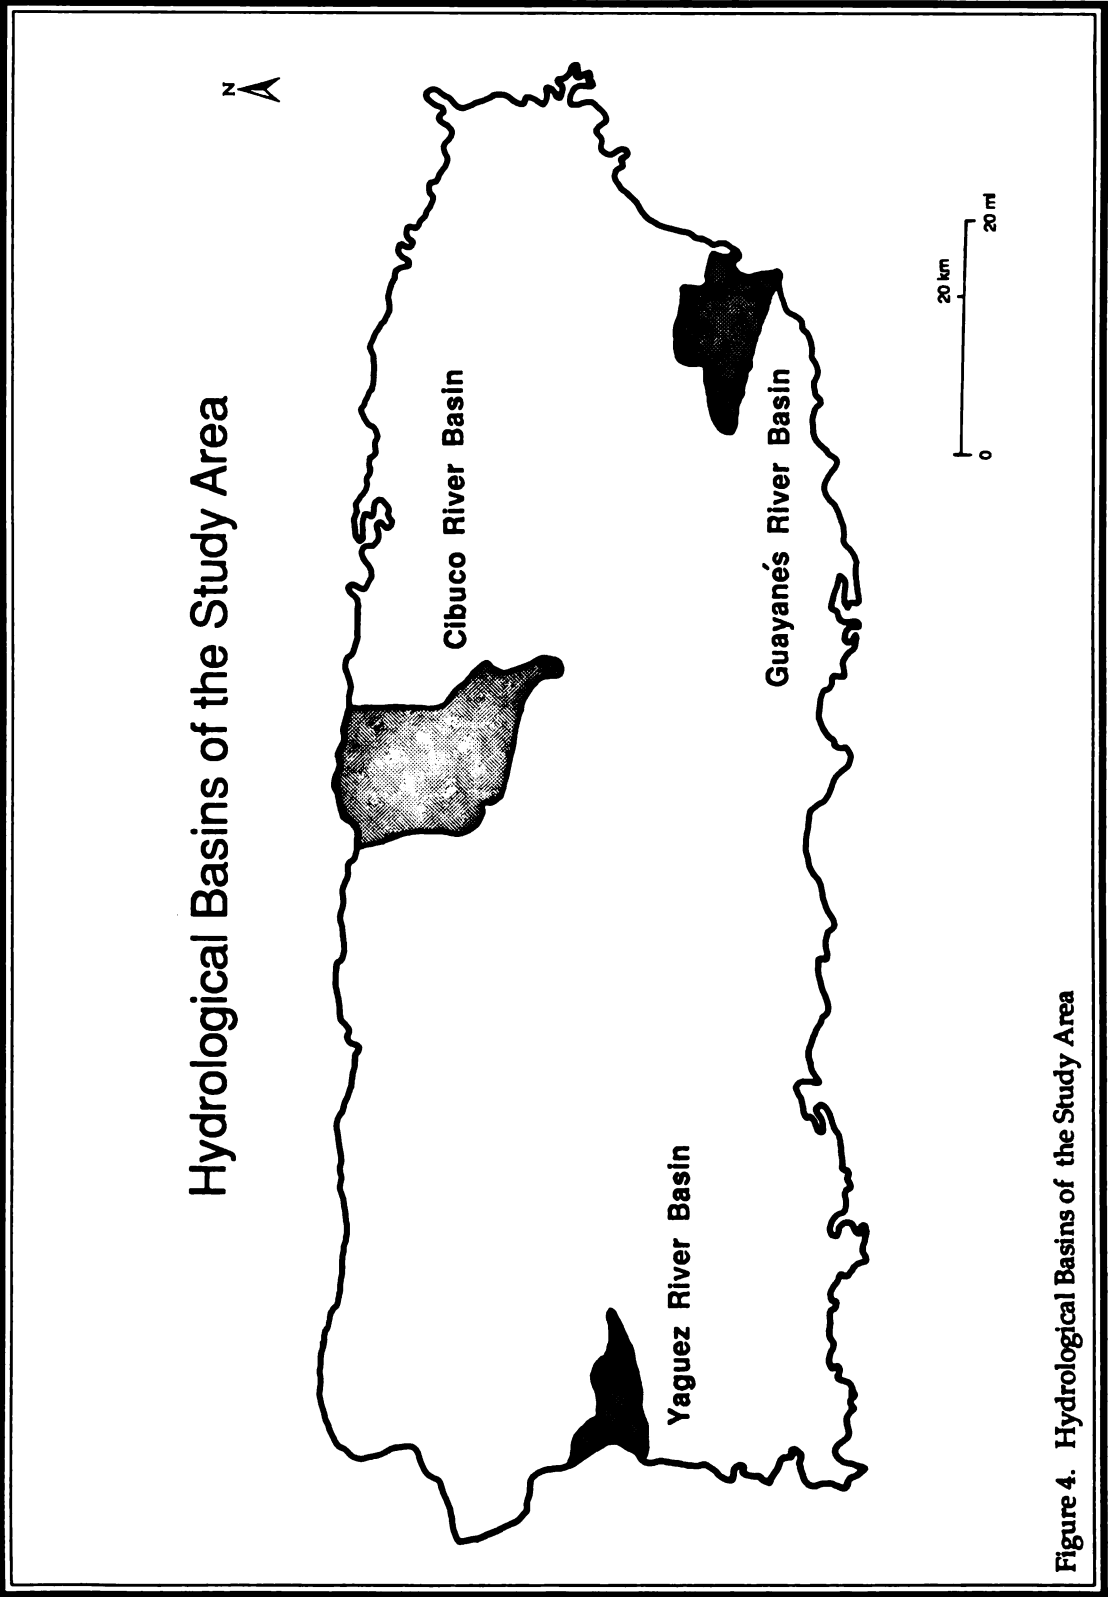 Hydrological Basins of the Study Area
N
Cibuco River Basin
Yaguez River Basin
Guayanés River Basin
20 km
0
20 mi
Figure 4. Hydrological Basins of the Study Area